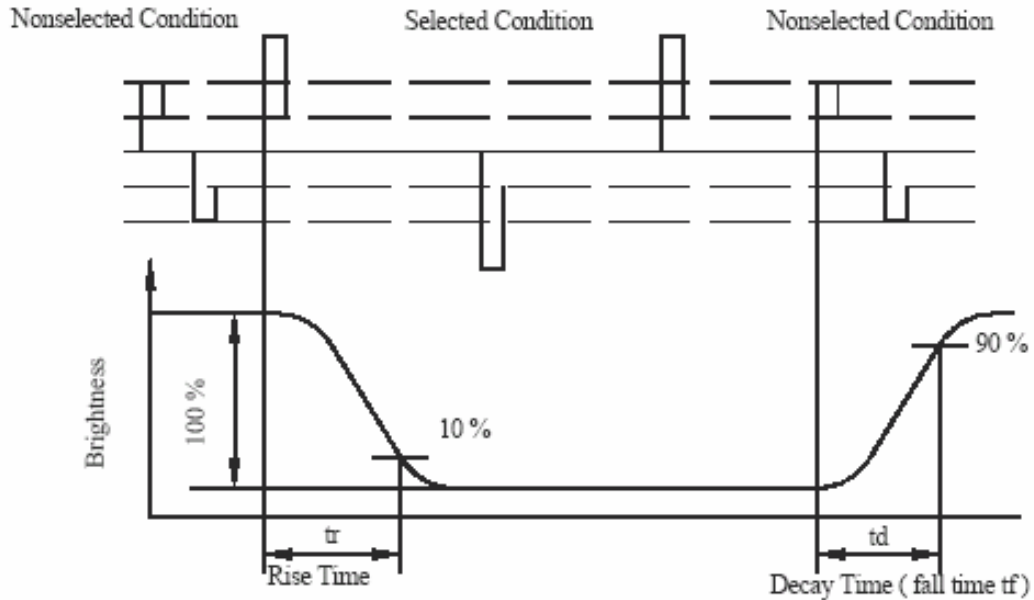 Nonselected Condition
Selected Condition
Nonselected Condition
Brightness
100 %
10 %
90 %
tr
Rise Time
td
Decay Time ( fall time tf )